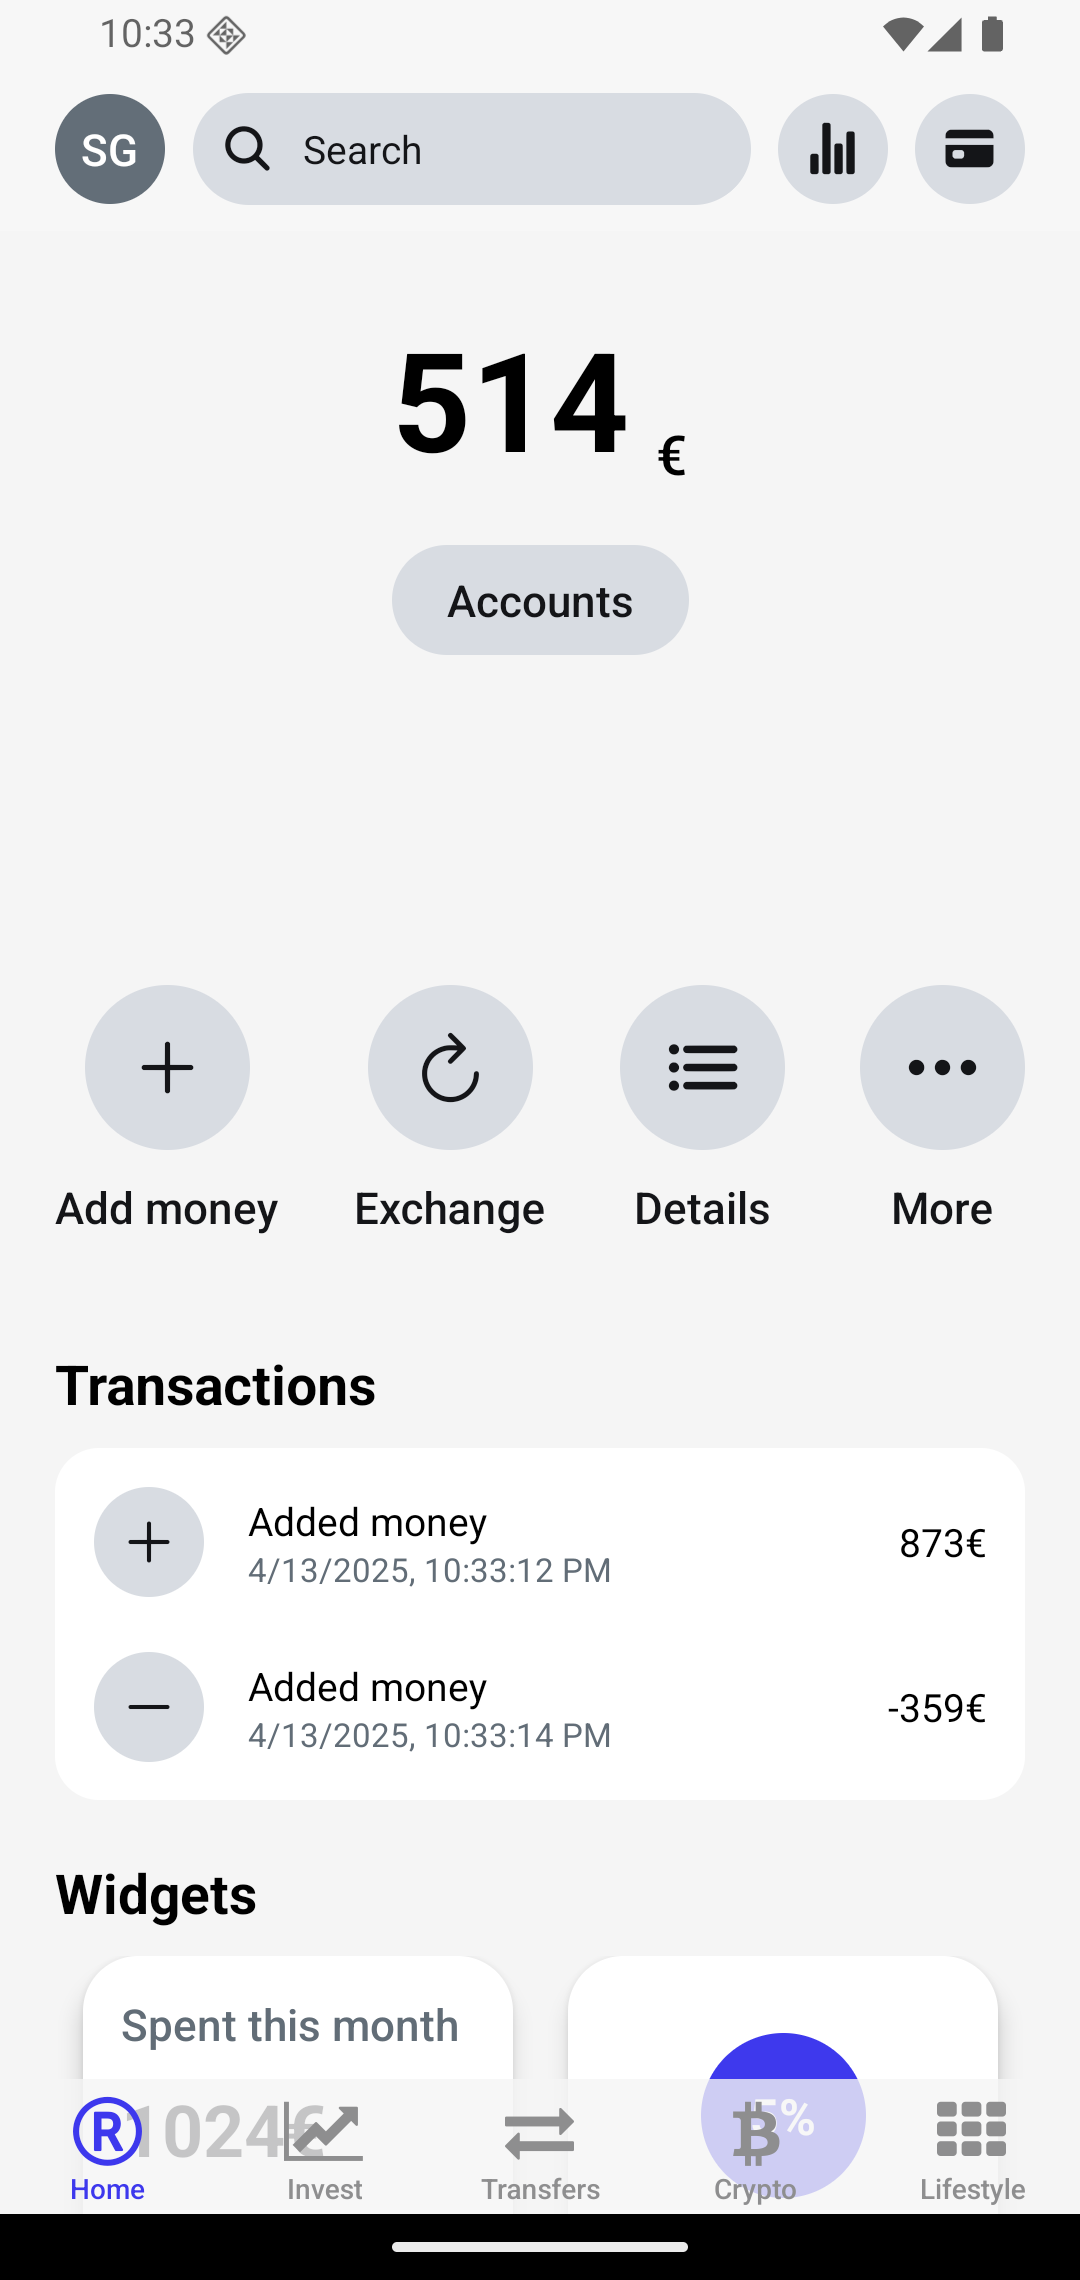 10:33
SG
Search
514 €
Accounts
Add money
Exchange
Details
More
Transactions
Added money
873€
4/13/2025, 10:33:12 PM
Added money
-359€
4/13/2025, 10:33:14 PM
Widgets
Spent this month
1024€
5%
Home
Invest
Transfers
Crypto
Lifestyle